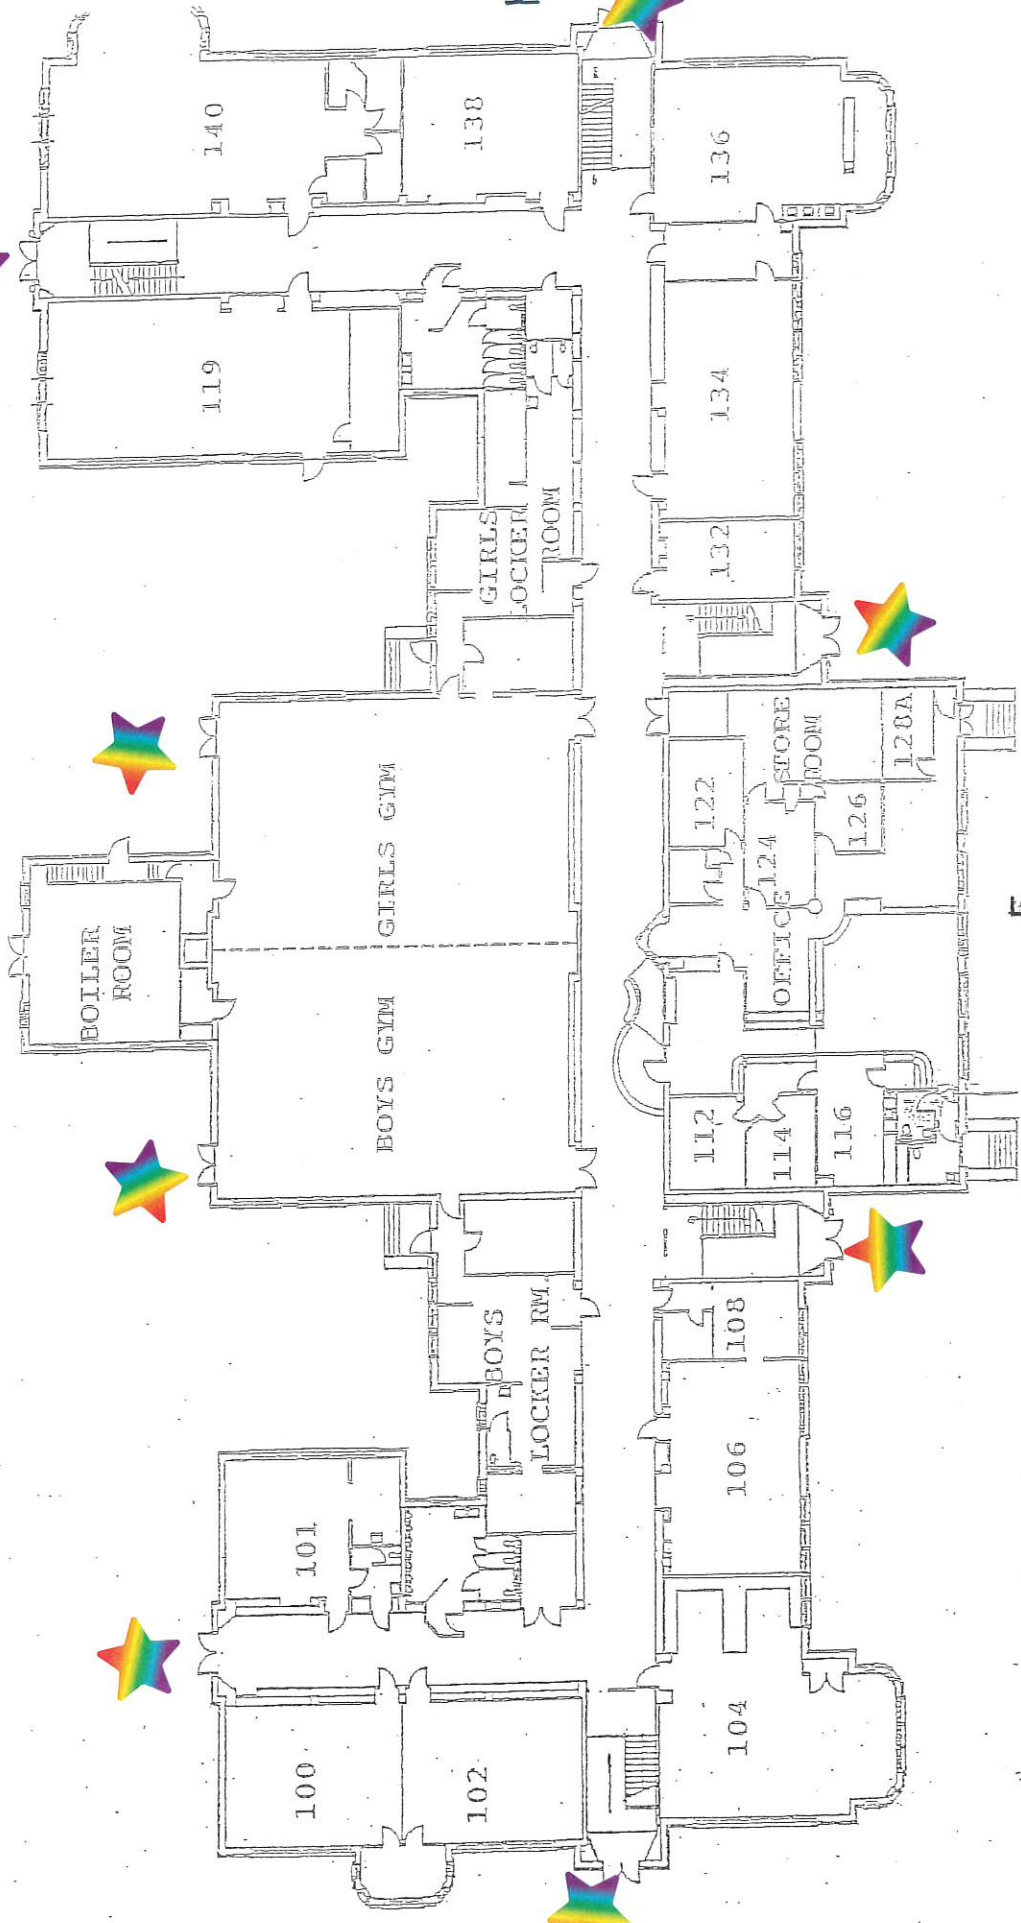 BOILER
ROOM
119
140
100
101
BOYS GYM
GIRLS GYM
102
BOYS
LOCKER RM.
GIRLS
LOCKER
ROOM
138
104
106
108
112
114
116
OFFICE
124
122
126
STORE
ROOM
128A
132
134
136